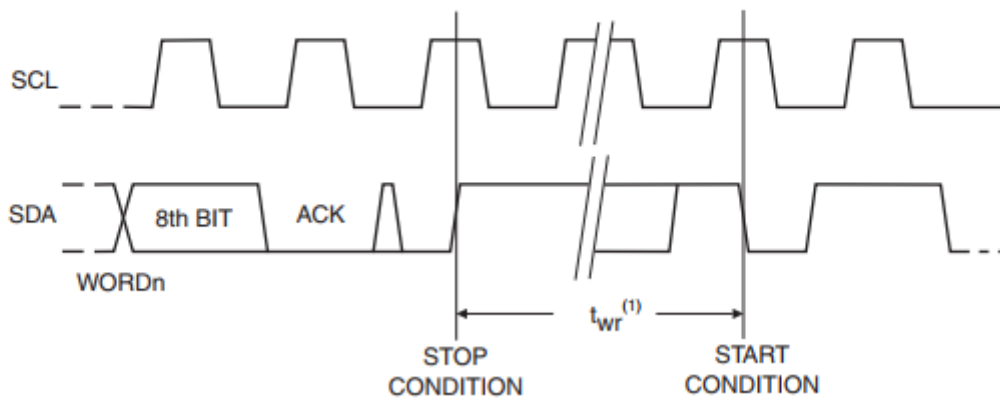 SCL
SDA
8th BIT
ACK
WORDn
twr(1)
STOP
CONDITION
START
CONDITION